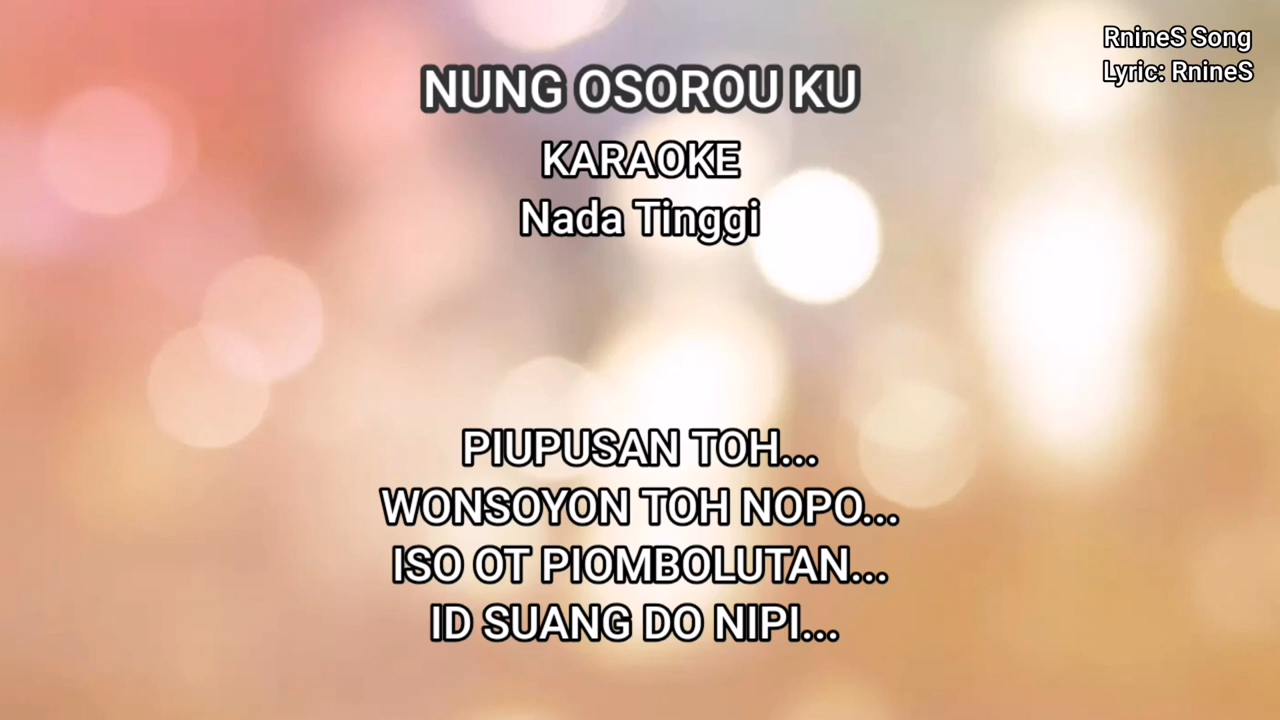 RnineS Song
Lyric: RnineS
NUNG OSOROU KU
KARAOKE
Nada Tinggi
PIUPUSAN TOH...
WONSOYON TOH NOPO...
ISO OT PIOMBOLUTAN...
ID SUANG DO NIPI...